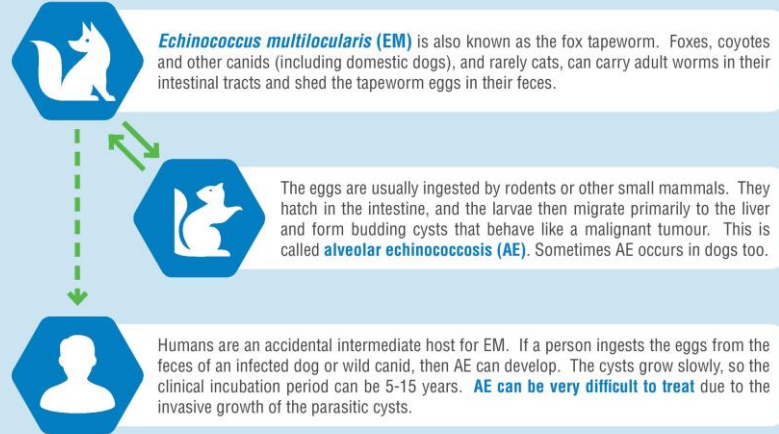 Echinococcus multilocularis (EM) is also known as the fox tapeworm. Foxes, coyotes
and other canids (including domestic dogs), and rarely cats, can carry adult worms in their
intestinal tracts and shed the tapeworm eggs in their feces.
The eggs are usually ingested by rodents or other small mammals. They
hatch in the intestine, and the larvae then migrate primarily to the liver
and form budding cysts that behave like a malignant tumour. This is
called alveolar echinococcosis (AE). Sometimes AE occurs in dogs too.
Humans are an accidental intermediate host for EM. If a person ingests the eggs from the
feces of an infected dog or wild canid, then AE can develop. The cysts grow slowly, so the
clinical incubation period can be 5-15 years. AE can be very difficult to treat due to the
invasive growth of the parasitic cysts.